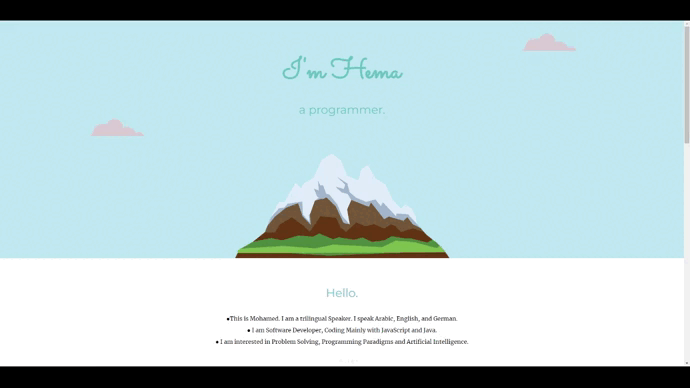 I'm Hema
a programmer.
Hello.
●This is Mohamed. I am a trilingual Speaker. I speak Arabic, English, and German.
● I am Software Developer, Coding Mainly with JavaScript and Java.
● I am interested in Problem Solving, Programming Paradigms and Artificial Intelligence.